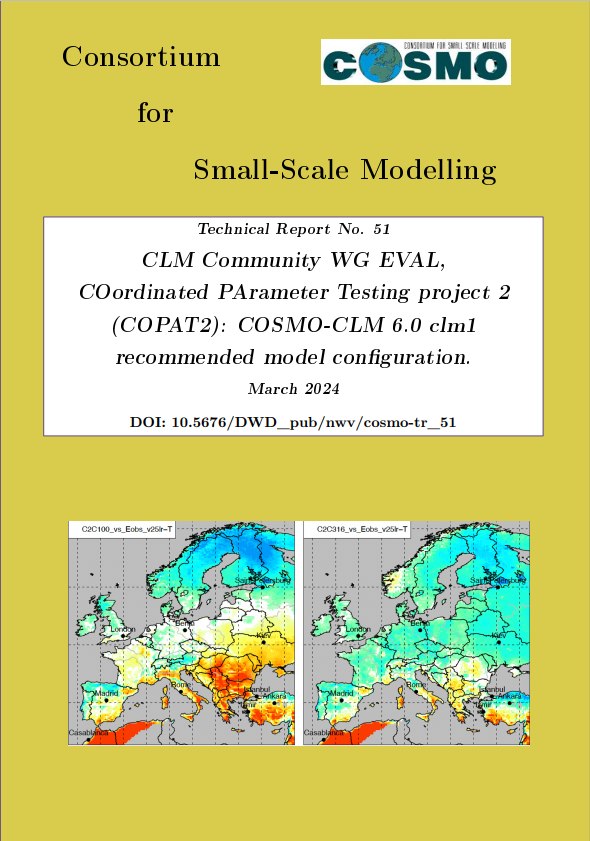 Consortium
CONSORTIUM FOR SMALL SCALE MODELING
COSMO
for
Small-Scale Modelling
Technical Report No. 51
CLM Community WG EVAL,
COordinated PArameter Testing project 2
(COPAT2): COSMO-CLM 6.0 clm1
recommended model configuration.
March 2024
DOI: 10.5676/DWD_pub/nwv/cosmo-tr_51
C2C100_vs_Eobs_v25lr-T
Saint Petersburg
London
Berlin
Kiev
Rome
Istanbul
Madrid
Ankara
Izmir
Casablanca
C2C316_vs_Eobs_v25lr-T
Saint Petersburg
London
Berlin
Kiev
Rome
Istanbul
Madrid
Ankara
Izmir
Casablanca